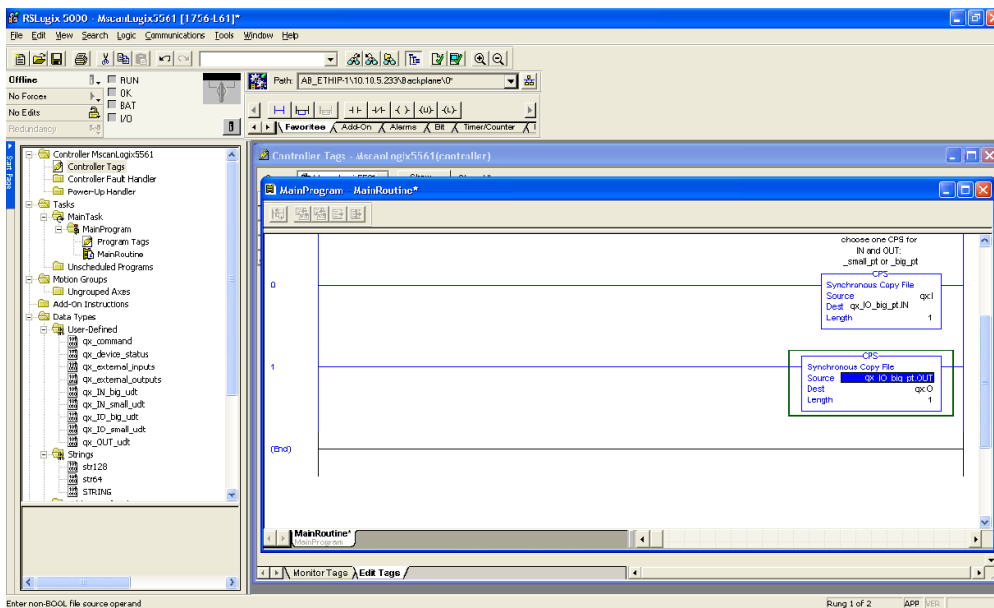 RSLogix 5000 - MscanLogix5561 [1756-L61]*
File Edit View Search Logic Communications Tools Window Help
Offline RUN
No Forces OK
No Edits BAT
Redundancy I/O
Path: AB_ETHIP-1\10.10.5.233\Backplane\0*
Favorites Add-On Alarms Bit Timer/Counter
Start Page
Controller MscanLogix5561
Controller Tags
Controller Fault Handler
Power-Up Handler
Tasks
MainTask
MainProgram
Program Tags
MainRoutine
Unscheduled Programs
Motion Groups
Ungrouped Axes
Add-On Instructions
Data Types
User-Defined
qx_command
qx_device_status
qx_external_inputs
qx_external_outputs
qx_IN_big_udt
qx_IN_small_udt
qx_IO_big_udt
qx_IO_small_udt
qx_OUT_udt
Strings
str128
str64
STRING
Controller Tags - MscanLogix5561(controller)
MainProgram - MainRoutine*
choose one CPS for
IN and OUT:
_small_pt or _big_pt
0
CPS
Synchronous Copy File
Source qx:I
Dest qx_IO_big_pt.IN
Length 1
1
CPS
Synchronous Copy File
Source qx_IO_big_pt.OUT
Dest qx:O
Length 1
(End)
MainRoutine*
MainProgram
Monitor Tags Edit Tags
Enter non-BOOL file source operand
Rung 1 of 2 APP VER